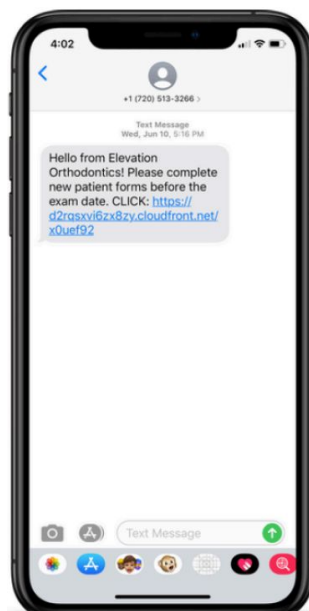 4:02
+1 (720) 513-3266 >
Text Message
Wed, Jun 10, 5:16 PM
Hello from Elevation
Orthodontics! Please complete
new patient forms before the
exam date. CLICK: https://
d2rqsxvi6zx8zy.cloudfront.net/
x0uef92
Text Message